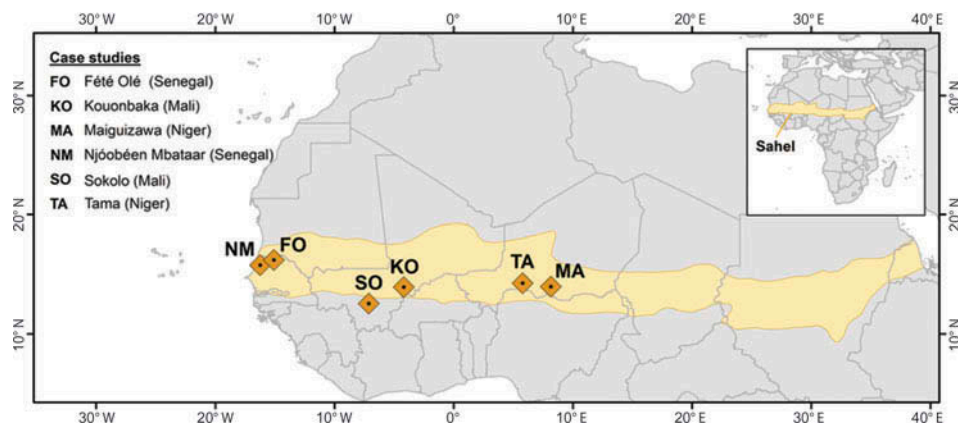 30° W 20° W 10° W 0° 10° E 20° E 30° E 40° E
Case studies
FO Fété Olé (Senegal)
KO Kouonbaka (Mali)
MA Maiguizawa (Niger)
NM Njóobéen Mbataar (Senegal)
SO Sokolo (Mali)
TA Tama (Niger)
Sahel
30° N
30° N
20° N
20° N
NM FO
SO KO
TA MA
10° N
10° N
30° W 20° W 10° W 0° 10° E 20° E 30° E 40° E